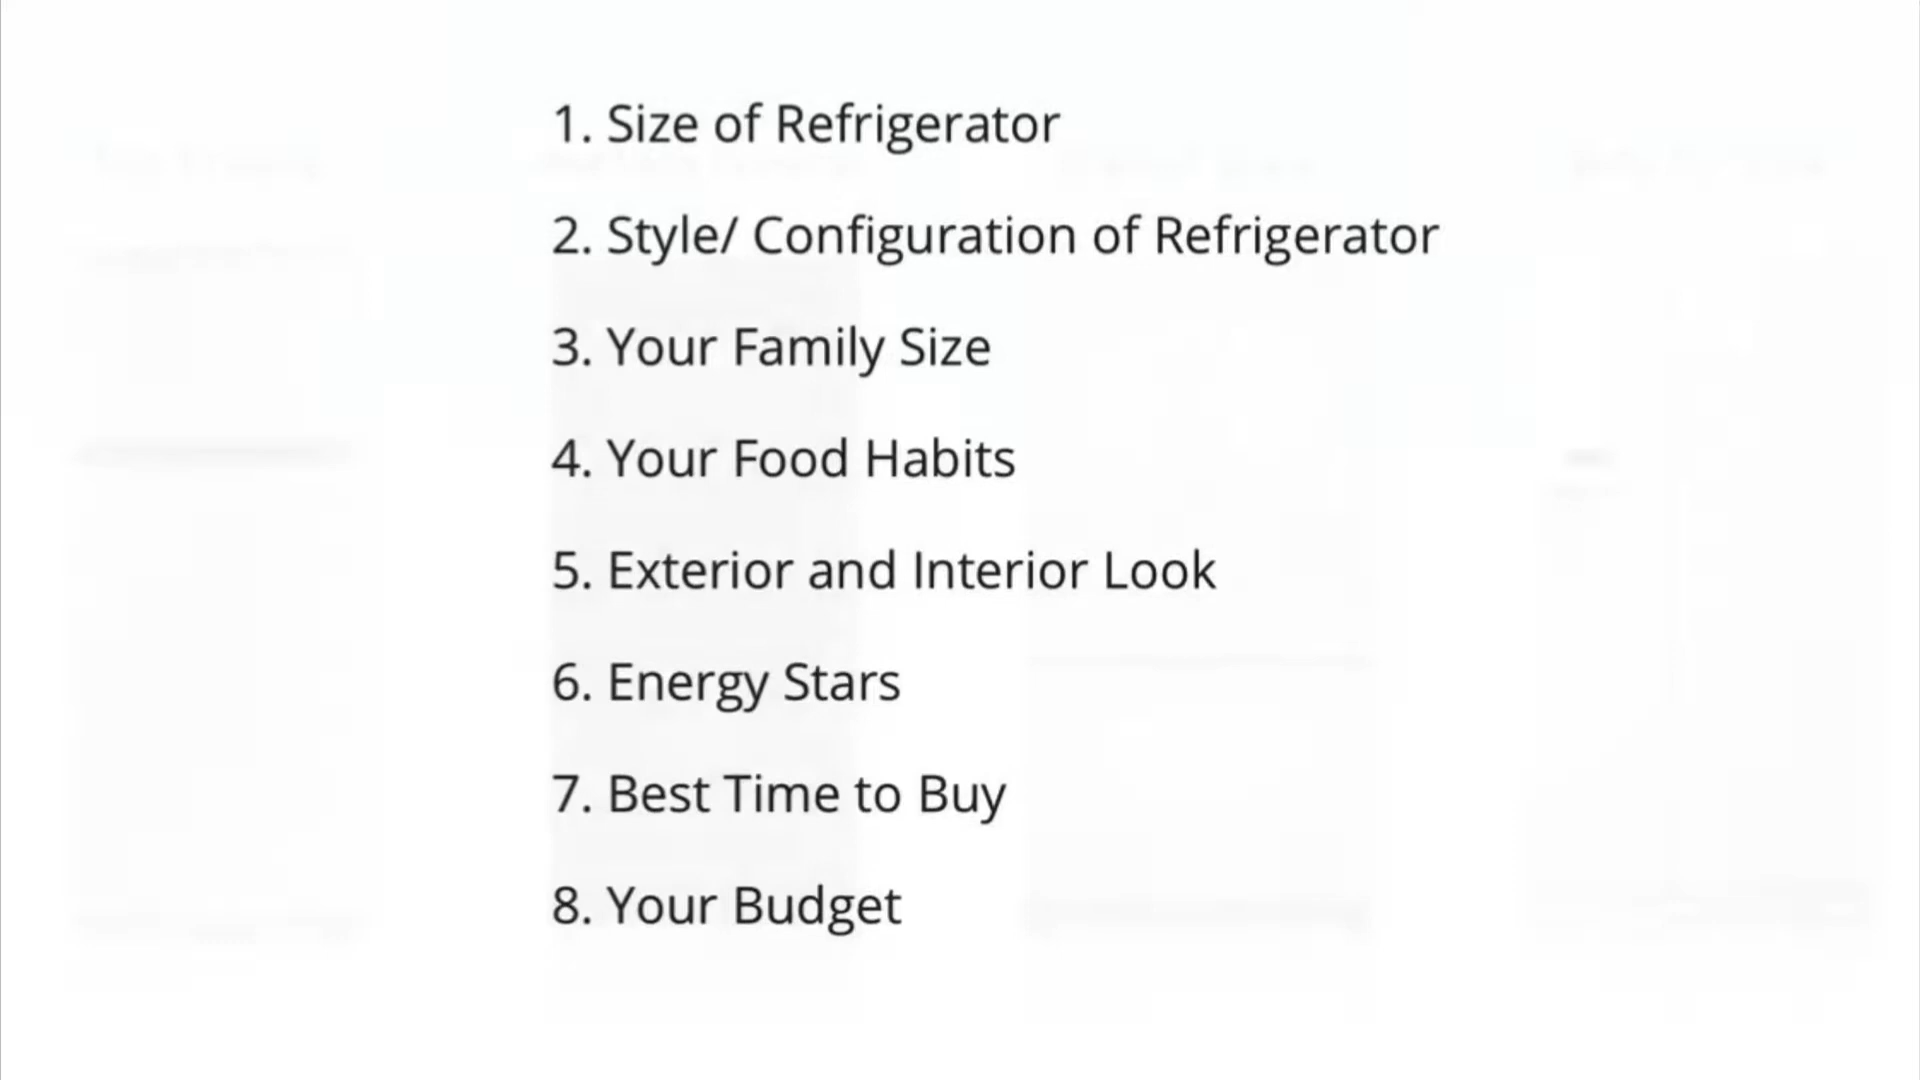 1. Size of Refrigerator
2. Style/ Configuration of Refrigerator
3. Your Family Size
4. Your Food Habits
5. Exterior and Interior Look
6. Energy Stars
7. Best Time to Buy
8. Your Budget